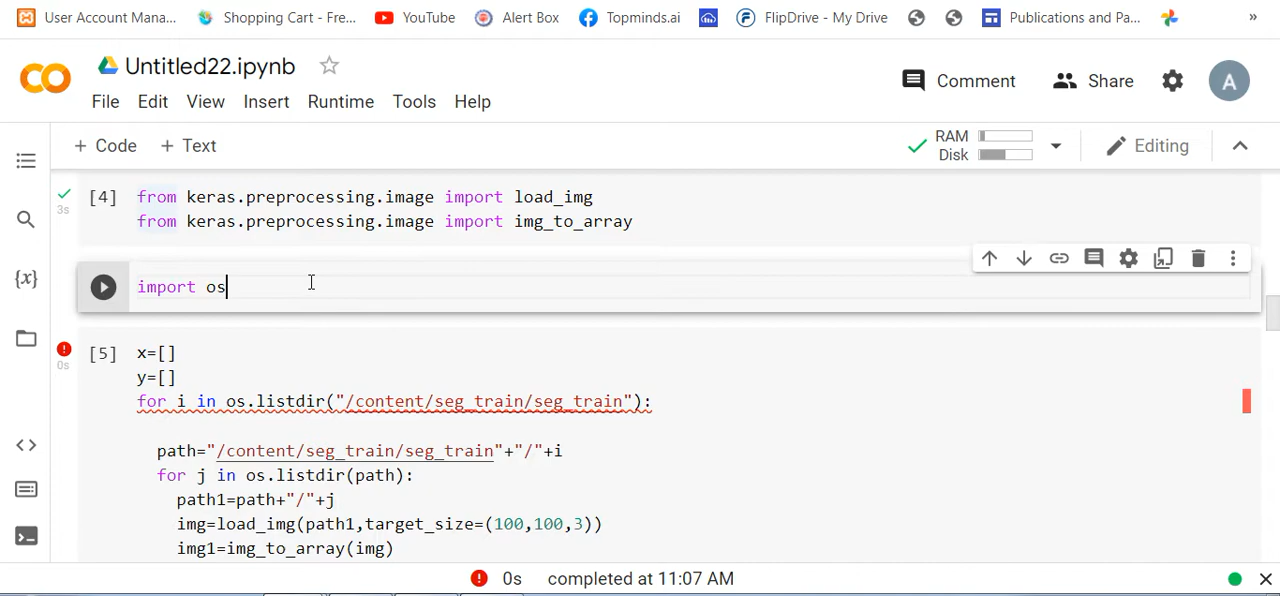 User Account Mana... Shopping Cart - Fre... YouTube Alert Box Topminds.ai FlipDrive - My Drive Publications and Pa... »
CO Untitled22.ipynb Comment Share A
File Edit View Insert Runtime Tools Help
+ Code + Text RAM Disk Editing
[4] from keras.preprocessing.image import load_img
3s from keras.preprocessing.image import img_to_array
import os
{x}
[5] x=[]
0s y=[]
for i in os.listdir("/content/seg_train/seg_train"):
path="/content/seg_train/seg_train"+"/"+i
for j in os.listdir(path):
path1=path+"/"+j
img=load_img(path1,target_size=(100,100,3))
img1=img_to_array(img)
0s completed at 11:07 AM